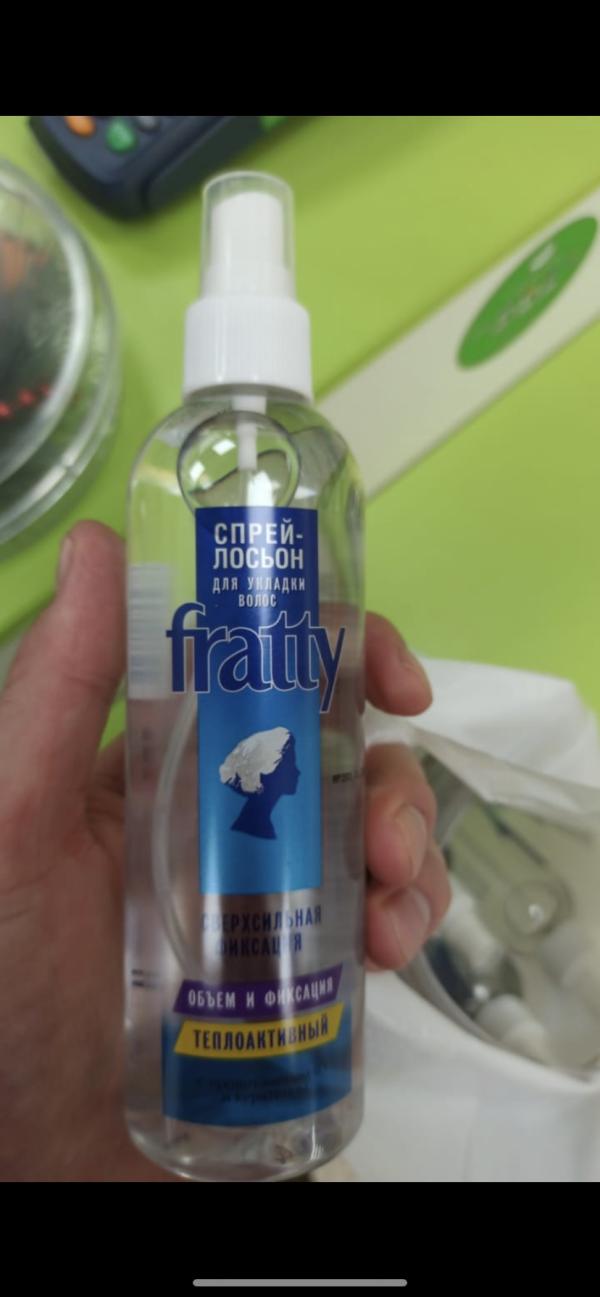 СПРЕЙ-
ЛОСЬОН
ДЛЯ УКЛАДКИ
ВОЛОС
fratty
СВЕРХСИЛЬНАЯ
ФИКСАЦИЯ
ОБЪЕМ И ФИКСАЦИЯ
ТЕПЛОАКТИВНЫЙ